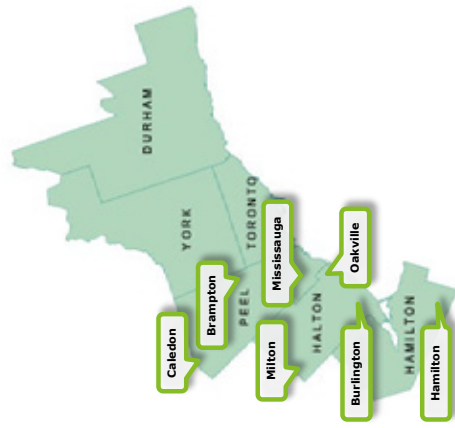 DURHAM
YORK
TORONTO
PEEL
HALTON
HAMILTON
Caledon
Brampton
Mississauga
Milton
Oakville
Burlington
Hamilton